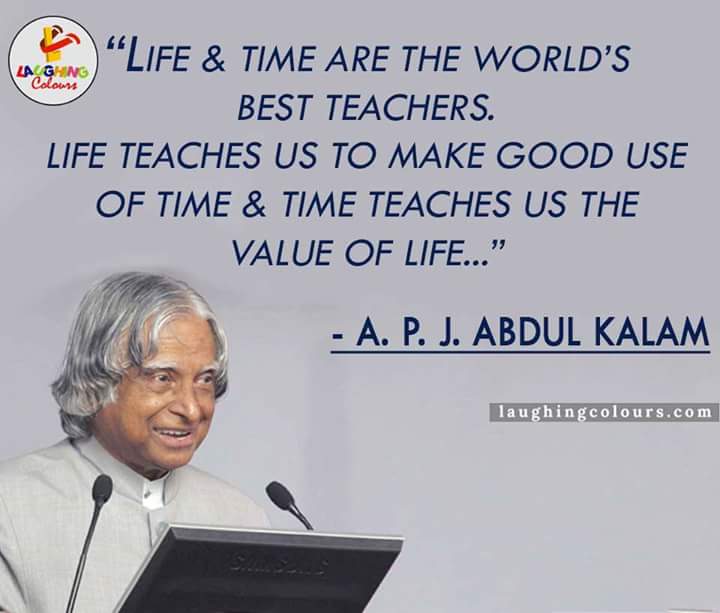 LAUGHING
Colours
“LIFE & TIME ARE THE WORLD’S
BEST TEACHERS.
LIFE TEACHES US TO MAKE GOOD USE
OF TIME & TIME TEACHES US THE
VALUE OF LIFE...”
- A. P. J. ABDUL KALAM
laughingcolours.com
SAMSUNG